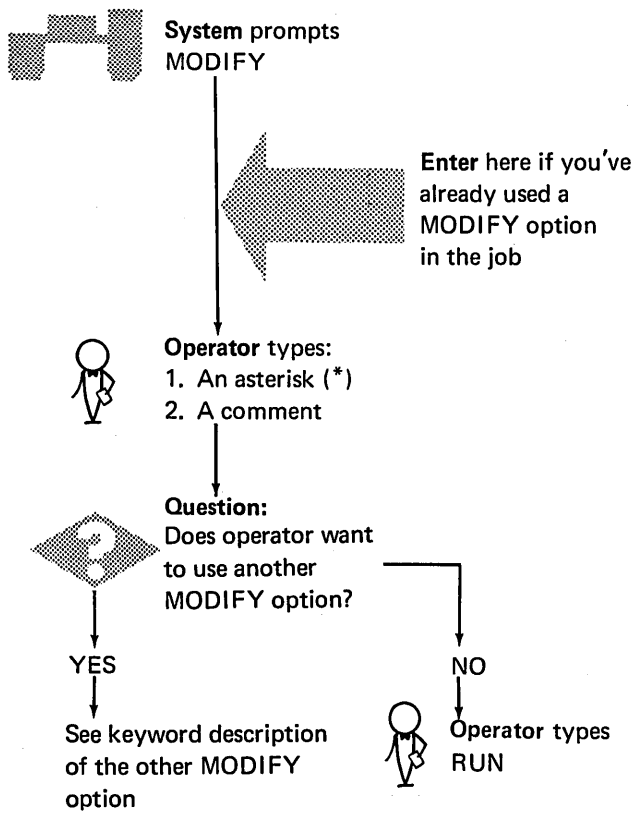 System prompts
MODIFY
Enter here if you've
already used a
MODIFY option
in the job
Operator types:
1. An asterisk (*)
2. A comment
?
Question:
Does operator want
to use another
MODIFY option?
YES
NO
See keyword description
of the other MODIFY
option
Operator types
RUN